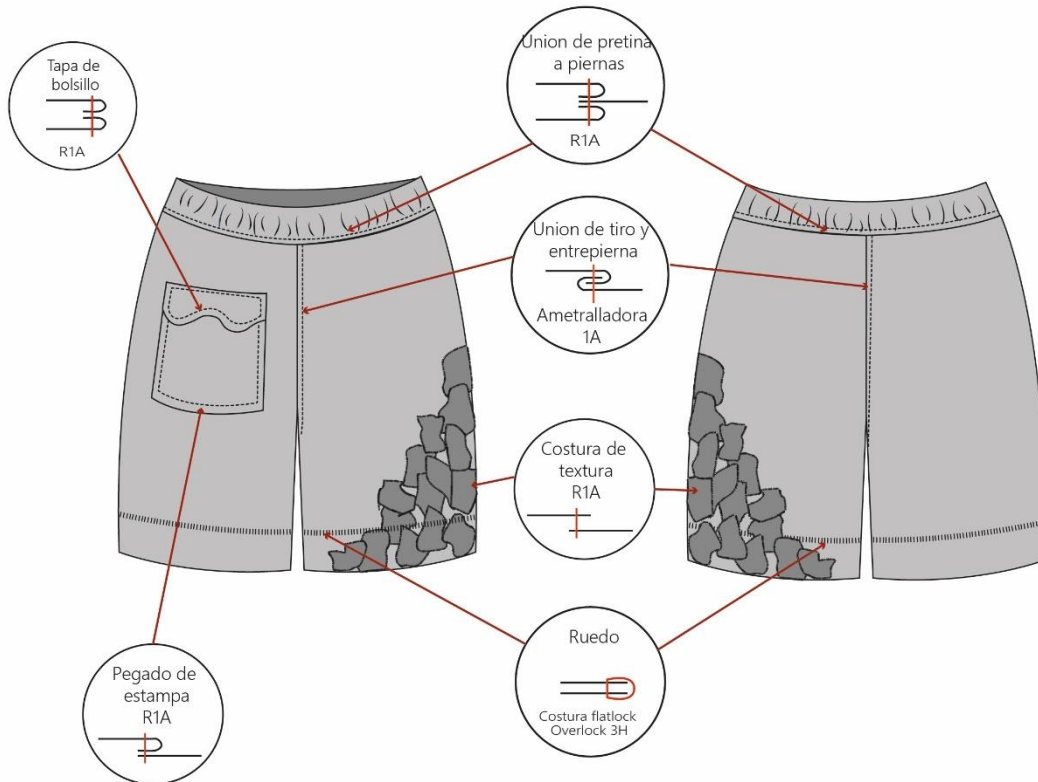 Tapa de
bolsillo
R1A
Union de pretina
a piernas
R1A
Union de tiro y
entrepierna
Ametralladora
1A
Costura de
textura
R1A
Ruedo
Costura flatlock
Overlock 3H
Pegado de
estampa
R1A